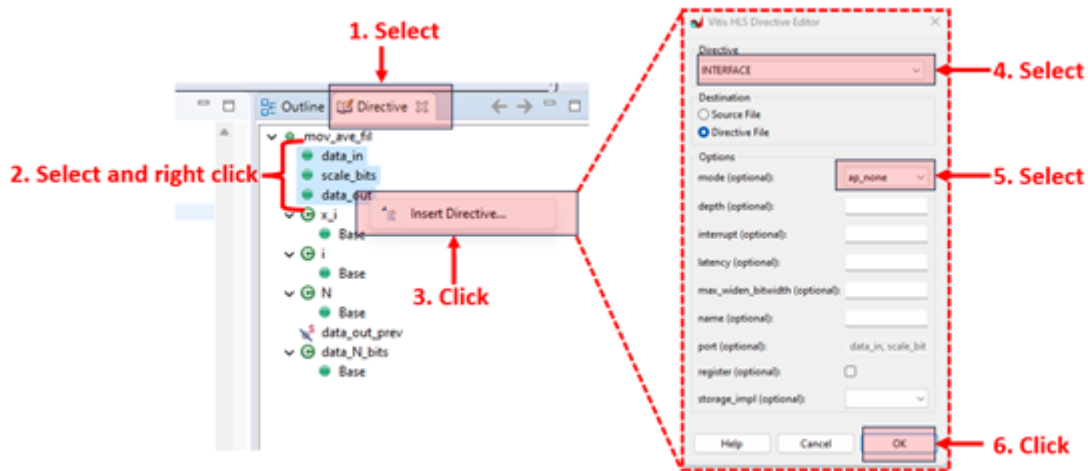 1. Select
Outline
Directive
mov_ave_fil
data_in
scale_bits
data_out
2. Select and right click
Insert Directive...
3. Click
x_i
Base
i
Base
N
Base
data_out_prev
data_N_bits
Base
Vitis HLS Directive Editor
Directive
INTERFACE
4. Select
Destination
Source File
Directive File
Options
mode (optional): ap_none
5. Select
depth (optional):
interrupt (optional):
latency (optional):
max_widen_bitwidth (optional):
name (optional):
port (optional): data_in, scale_bit
register (optional):
storage_impl (optional):
Help Cancel OK
6. Click